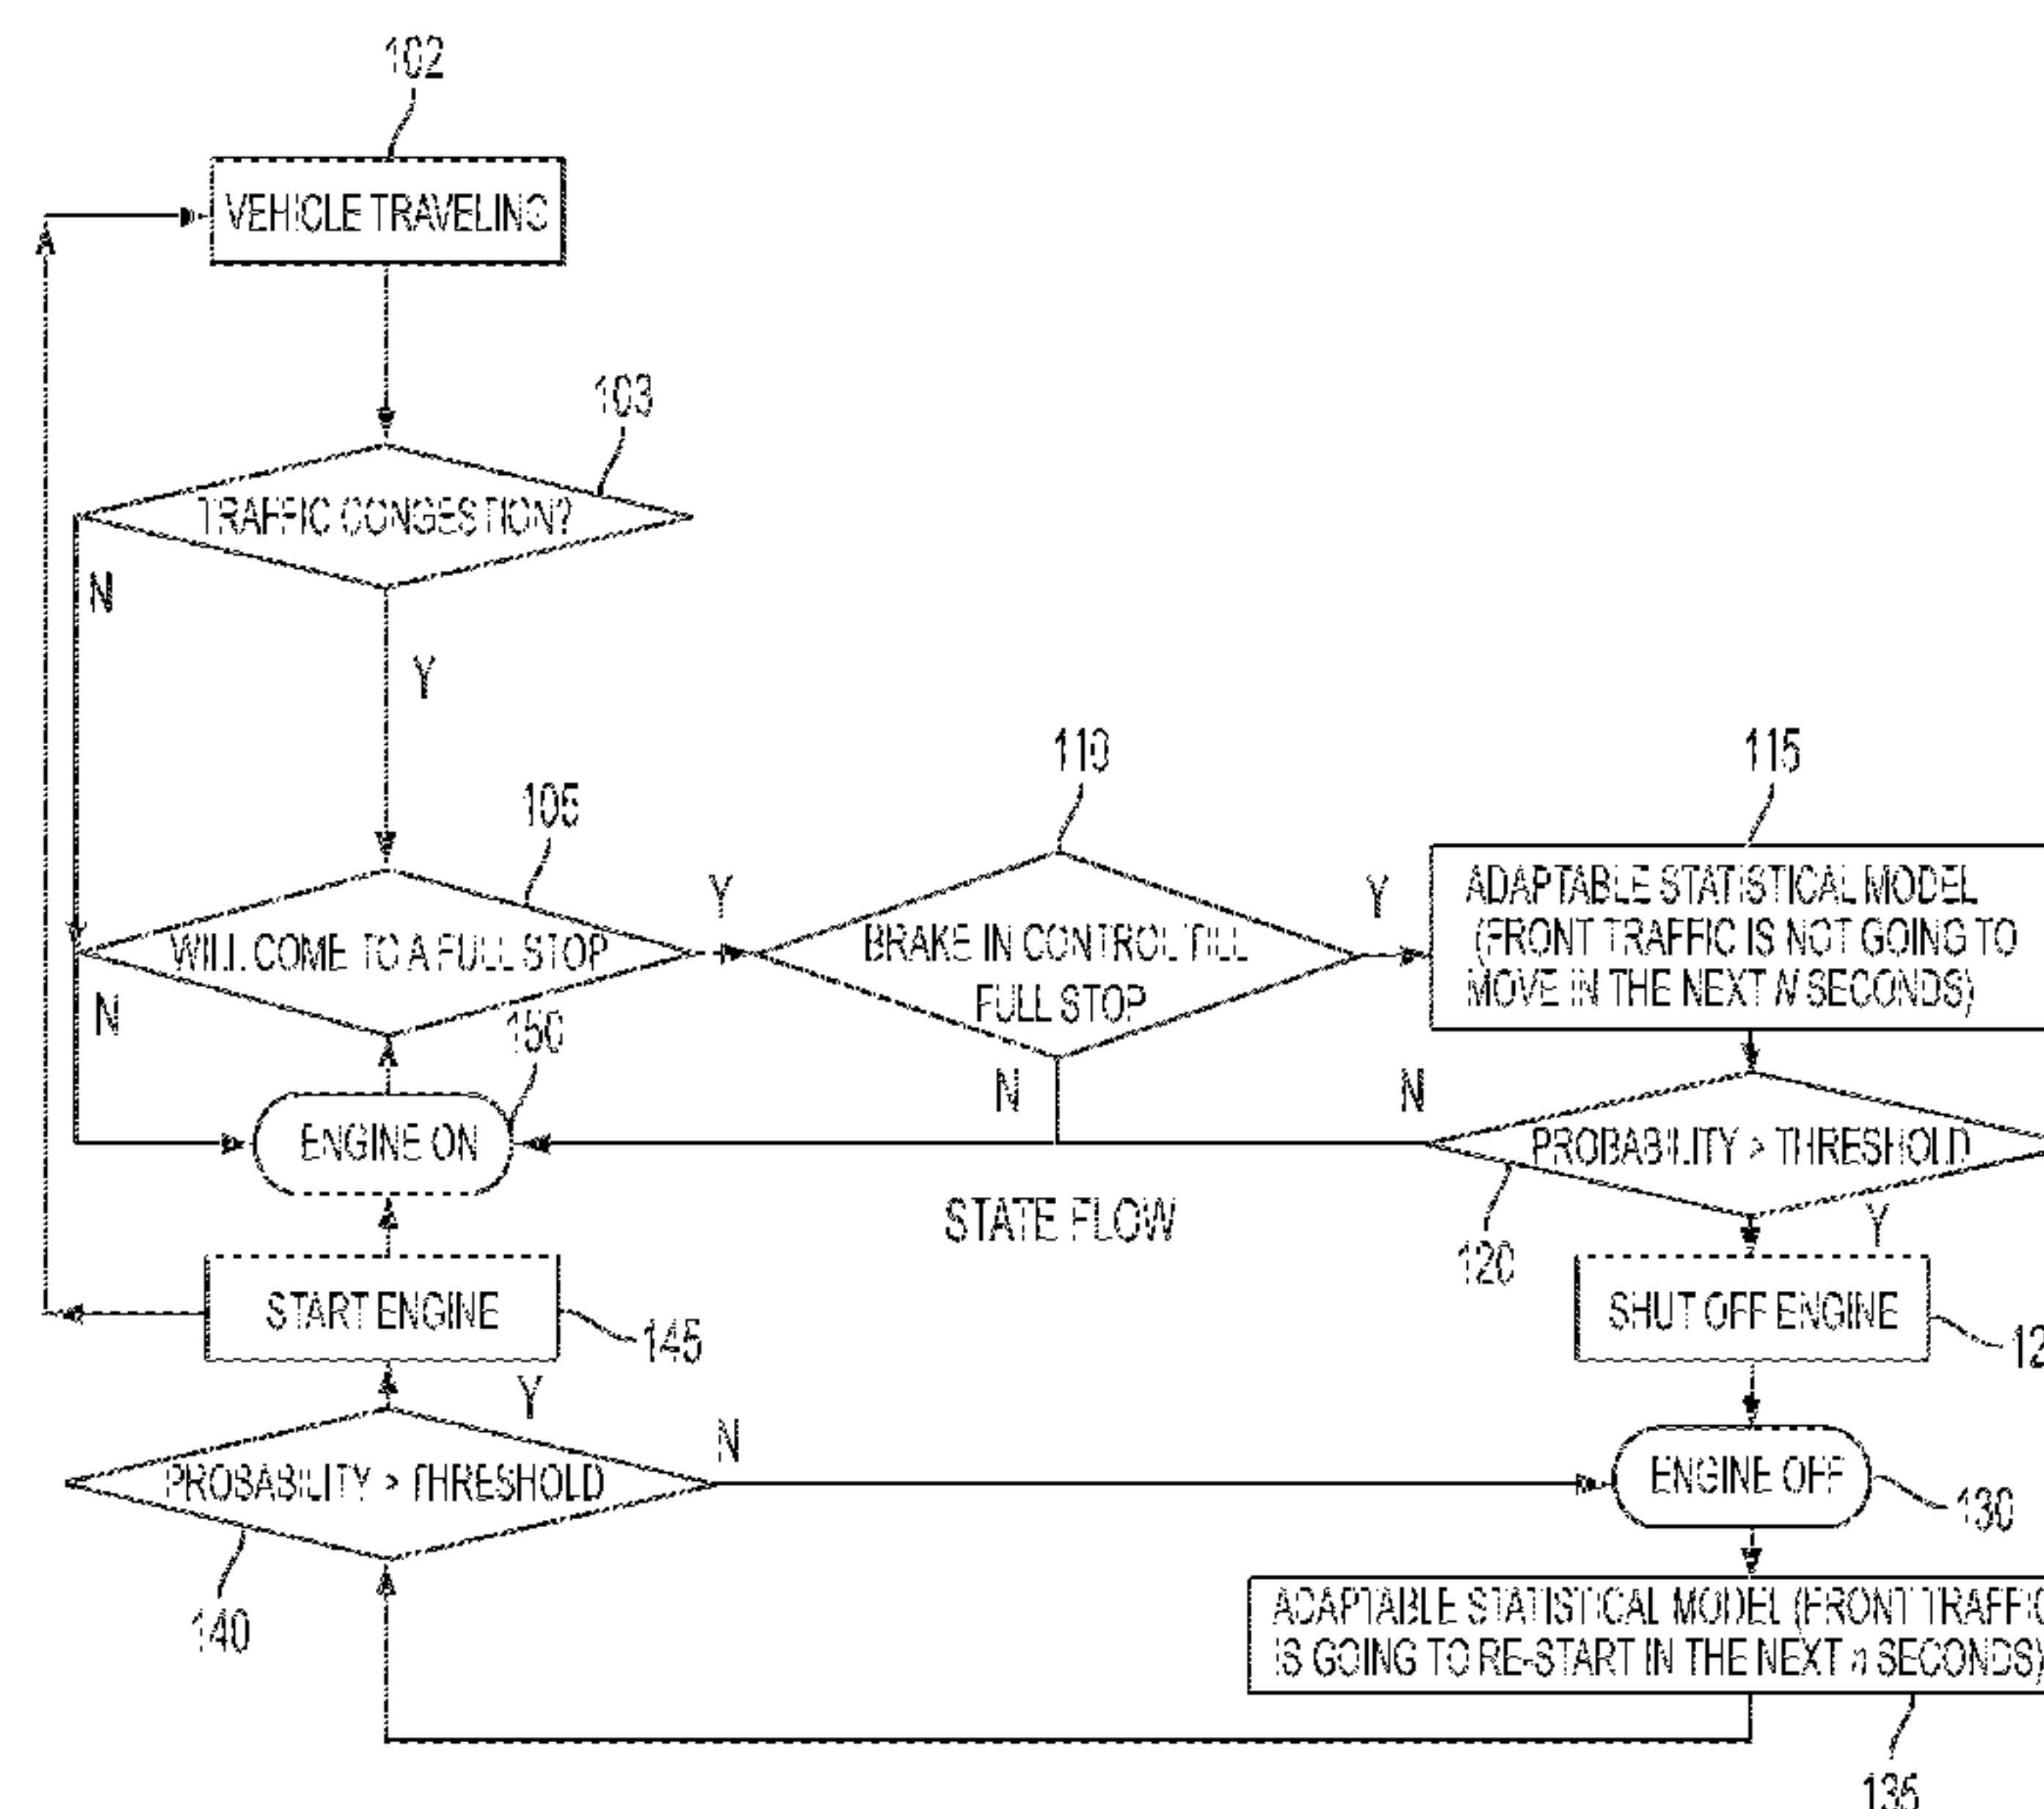 102
VEHICLE TRAVELING
103
TRAFFIC CONGESTION?
N
Y
105
110
115
WILL COME TO A FULL STOP
Y
BRAKE IN CONTROL TILL
FULL STOP
Y
ADAPTABLE STATISTICAL MODEL
(FRONT TRAFFIC IS NOT GOING TO
MOVE IN THE NEXT N SECONDS)
N
150
N
N
ENGINE ON
PROBABILITY > THRESHOLD
STATE FLOW
120
Y
START ENGINE
145
SHUT OFF ENGINE
12
Y
N
PROBABILITY > THRESHOLD
ENGINE OFF
130
140
ADAPTABLE STATISTICAL MODEL (FRONT TRAFFIC
IS GOING TO RE-START IN THE NEXT n SECONDS)
135